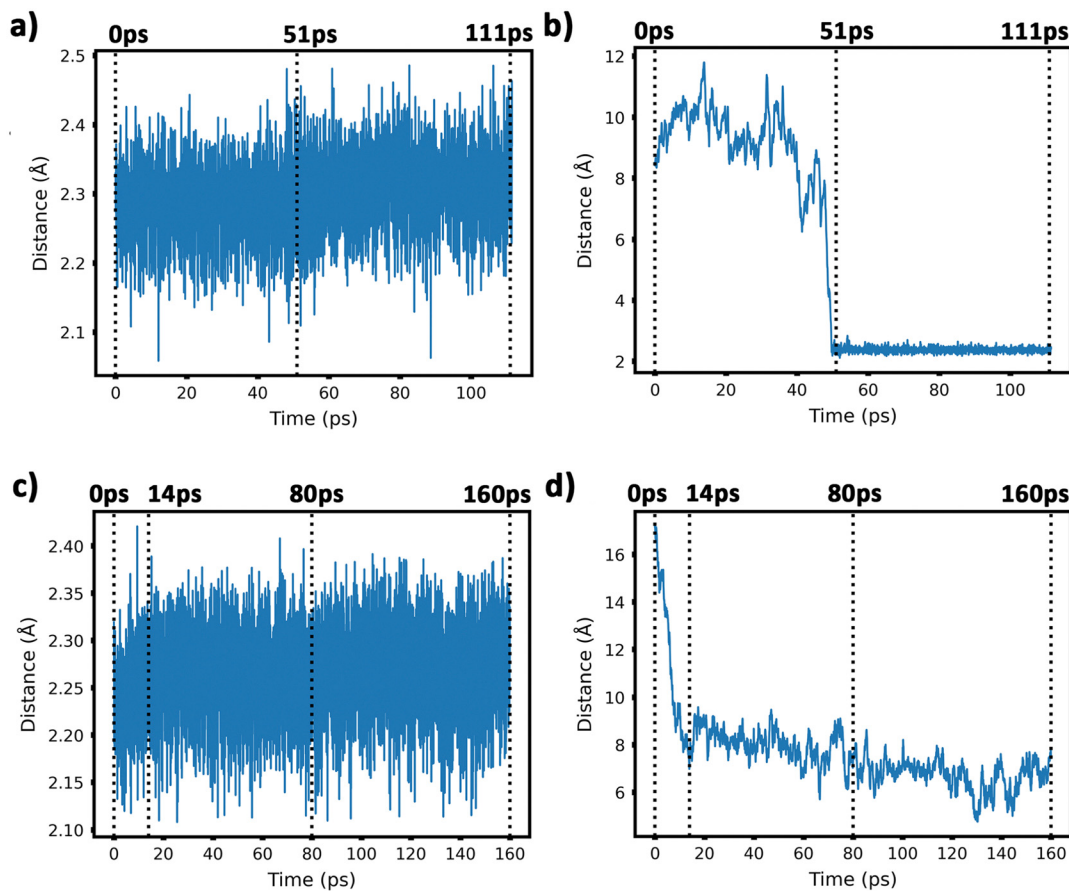 a)
0ps 51ps 111ps
2.5
2.4
2.3
2.2
2.1
Distance (Å)
0 20 40 60 80 100
Time (ps)
b)
0ps 51ps 111ps
12
10
8
6
4
2
Distance (Å)
0 20 40 60 80 100
Time (ps)
c)
0ps 14ps 80ps 160ps
2.40
2.35
2.30
2.25
2.20
2.15
2.10
Distance (Å)
0 20 40 60 80 100 120 140 160
Time (ps)
d)
0ps 14ps 80ps 160ps
16
14
12
10
8
6
Distance (Å)
0 20 40 60 80 100 120 140 160
Time (ps)